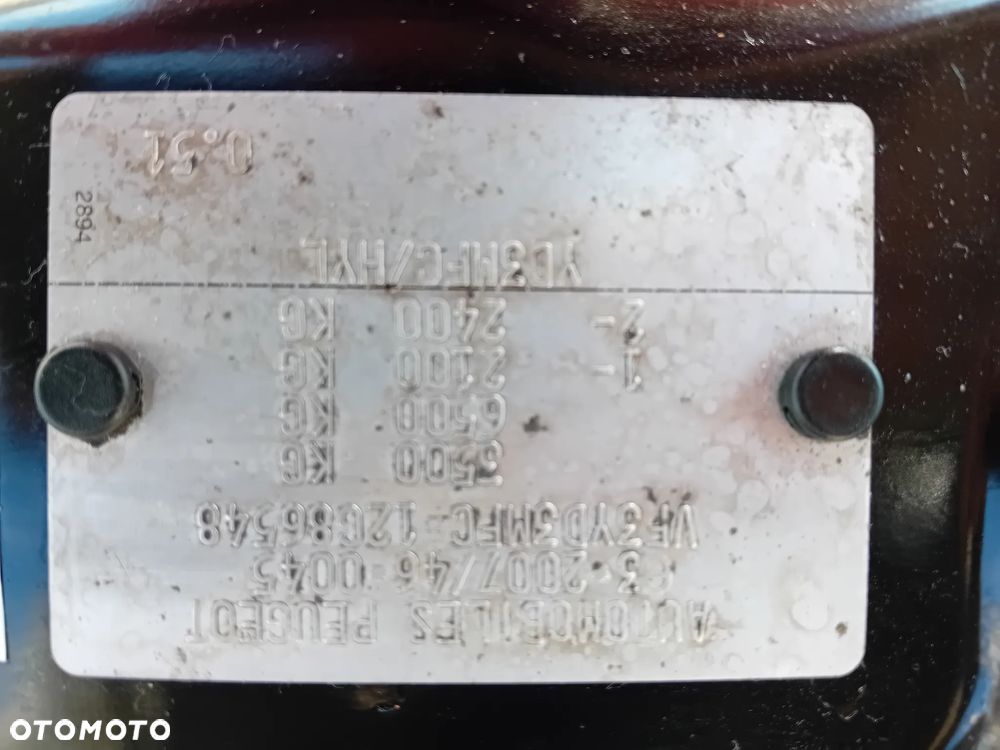 AUTOMOBILES PEUGEOT
e3*2007/46*0045
VF3YD3MFC-12G86548
3500 KG
6500 KG
1- 2100 KG
2- 2400 KG
YD3MFC/HYL
0.51
2894
OTOMOTO